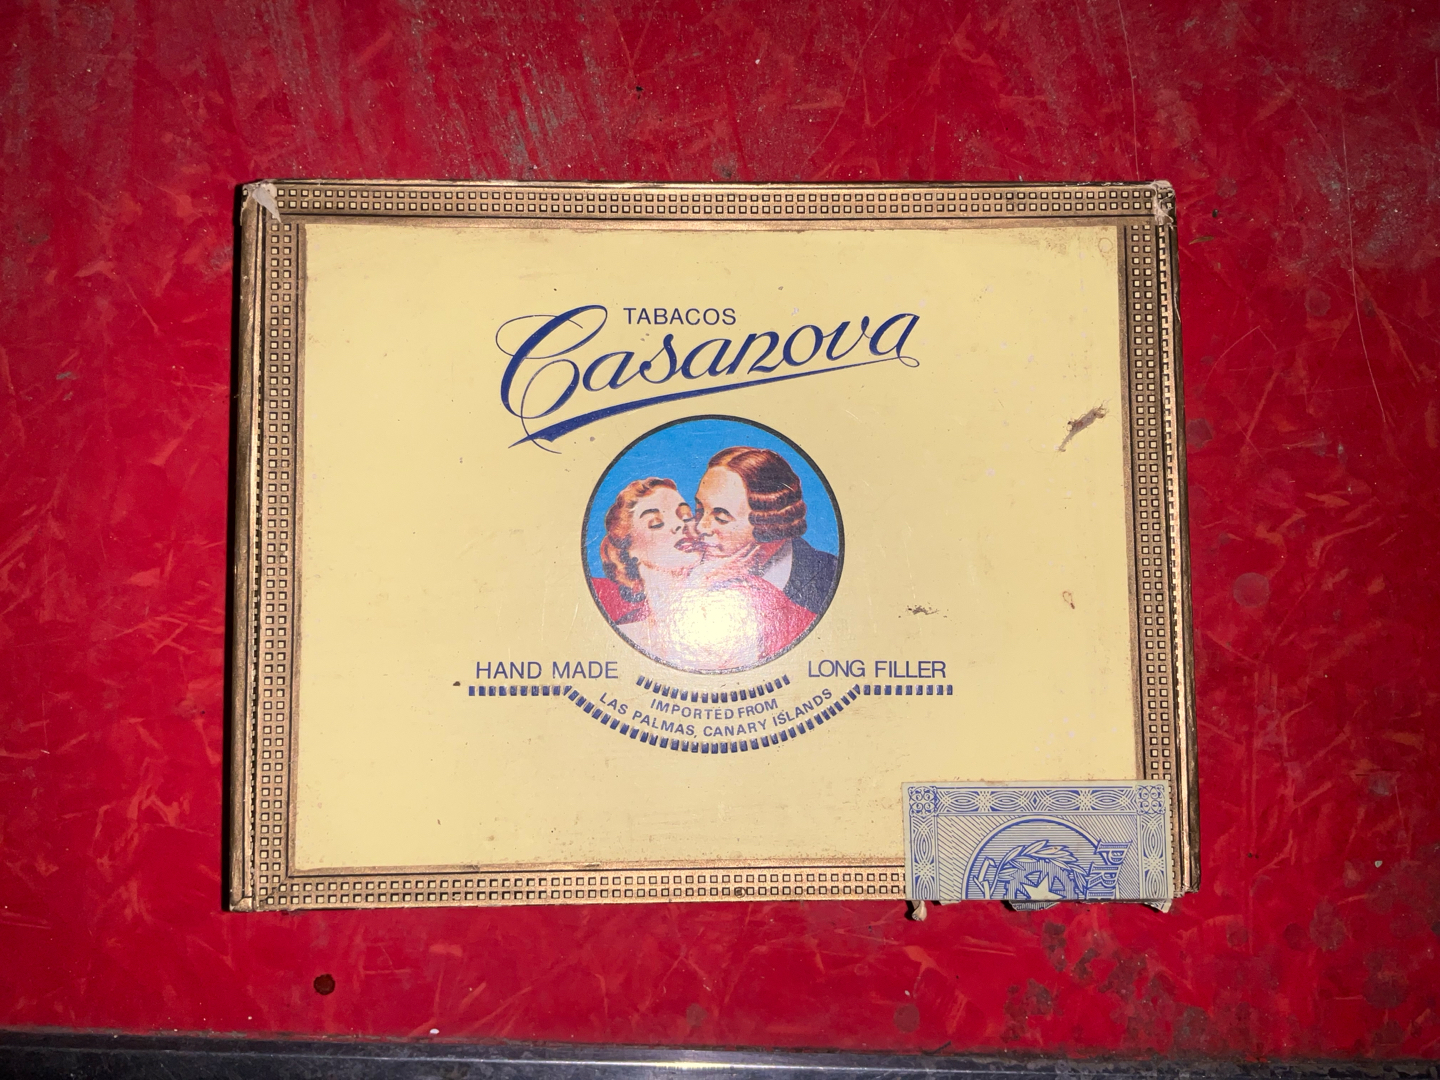 TABACOS
Casanova
HAND MADE
LONG FILLER
IMPORTED FROM
LAS PALMAS, CANARY ISLANDS